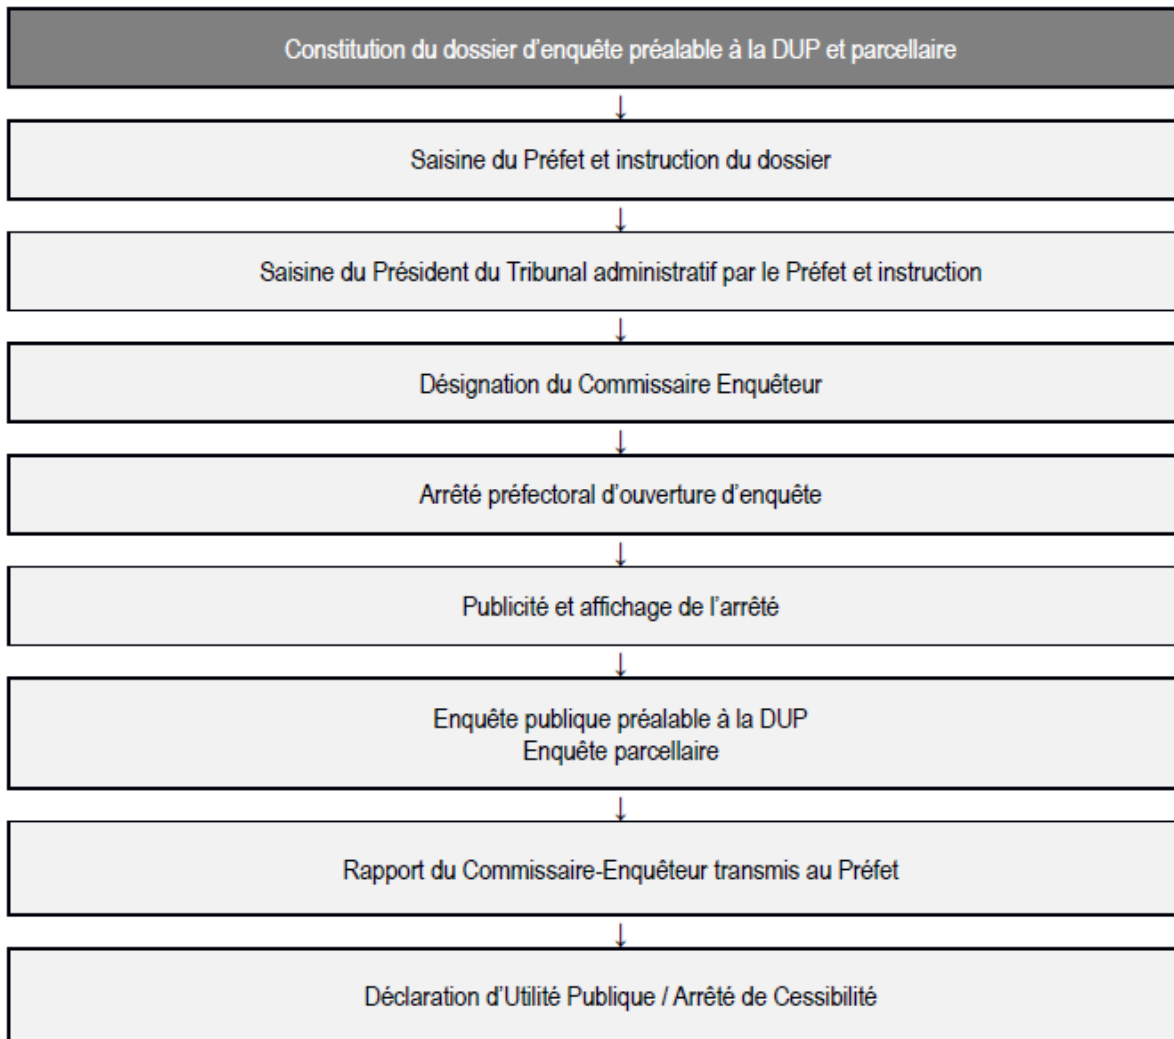 Constitution du dossier d'enquête préalable à la DUP et parcellaire
↓
Saisine du Préfet et instruction du dossier
↓
Saisine du Président du Tribunal administratif par le Préfet et instruction
↓
Désignation du Commissaire Enquêteur
↓
Arrêté préfectoral d'ouverture d'enquête
↓
Publicité et affichage de l'arrêté
↓
Enquête publique préalable à la DUP
Enquête parcellaire
↓
Rapport du Commissaire-Enquêteur transmis au Préfet
↓
Déclaration d'Utilité Publique / Arrêté de Cessibilité